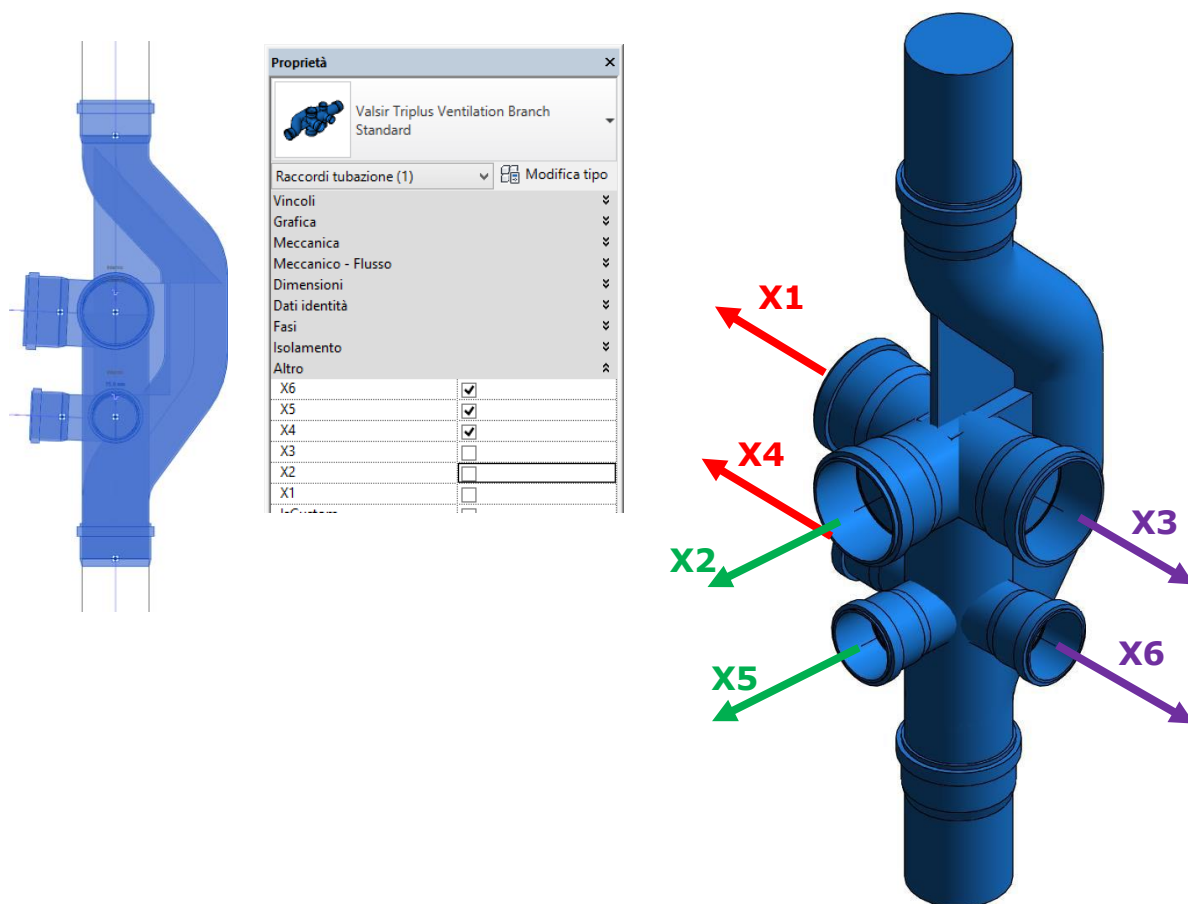 Proprietà
Valsir Triplus Ventilation Branch
Standard
Raccordi tubazione (1)
Modifica tipo
Vincoli
Grafica
Meccanica
Meccanico - Flusso
Dimensioni
Dati identità
Fasi
Isolamento
Altro
X6
X5
X4
X3
X2
X1
X1
X4
X3
X2
X6
X5